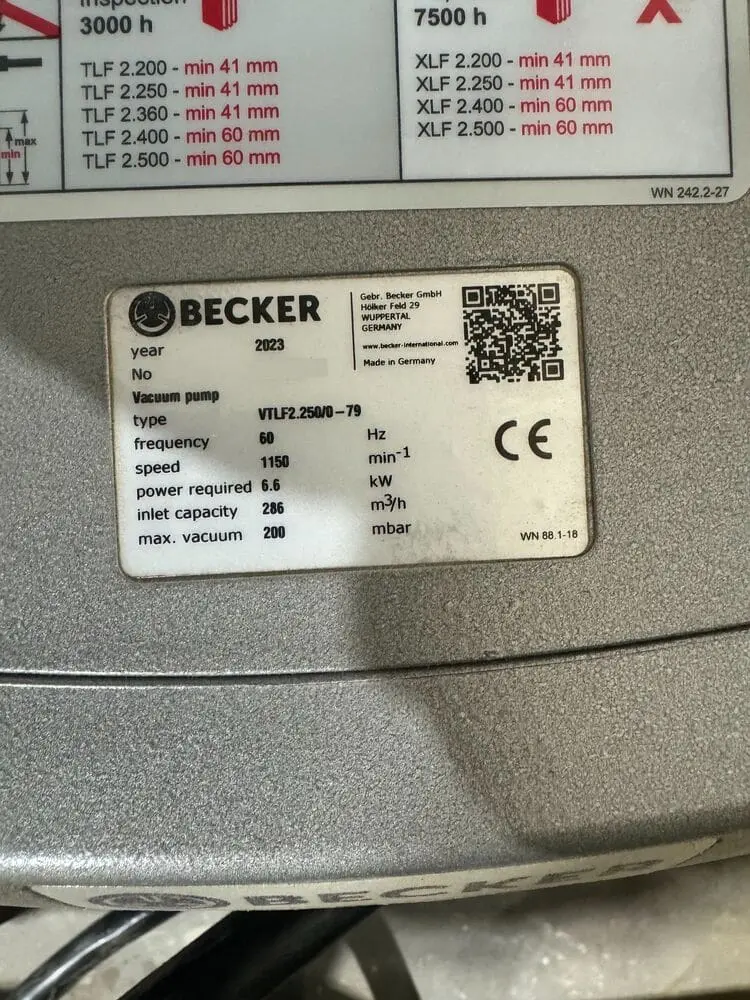 Inspection
3000 h
TLF 2.200 - min 41 mm
TLF 2.250 - min 41 mm
TLF 2.360 - min 41 mm
TLF 2.400 - min 60 mm
TLF 2.500 - min 60 mm
max
min
7500 h
XLF 2.200 - min 41 mm
XLF 2.250 - min 41 mm
XLF 2.400 - min 60 mm
XLF 2.500 - min 60 mm
WN 242.2-27
BECKER
Gebr. Becker GmbH
Hölker Feld 29
WUPPERTAL
GERMANY
www.becker-international.com
Made in Germany
year 2023
No
Vacuum pump
type VTLF2.250/0-79
frequency 60 Hz
speed 1150 min-1
power required 6.6 kW
inlet capacity 286 m³/h
max. vacuum 200 mbar
CE
WN 88.1-18
BECKER